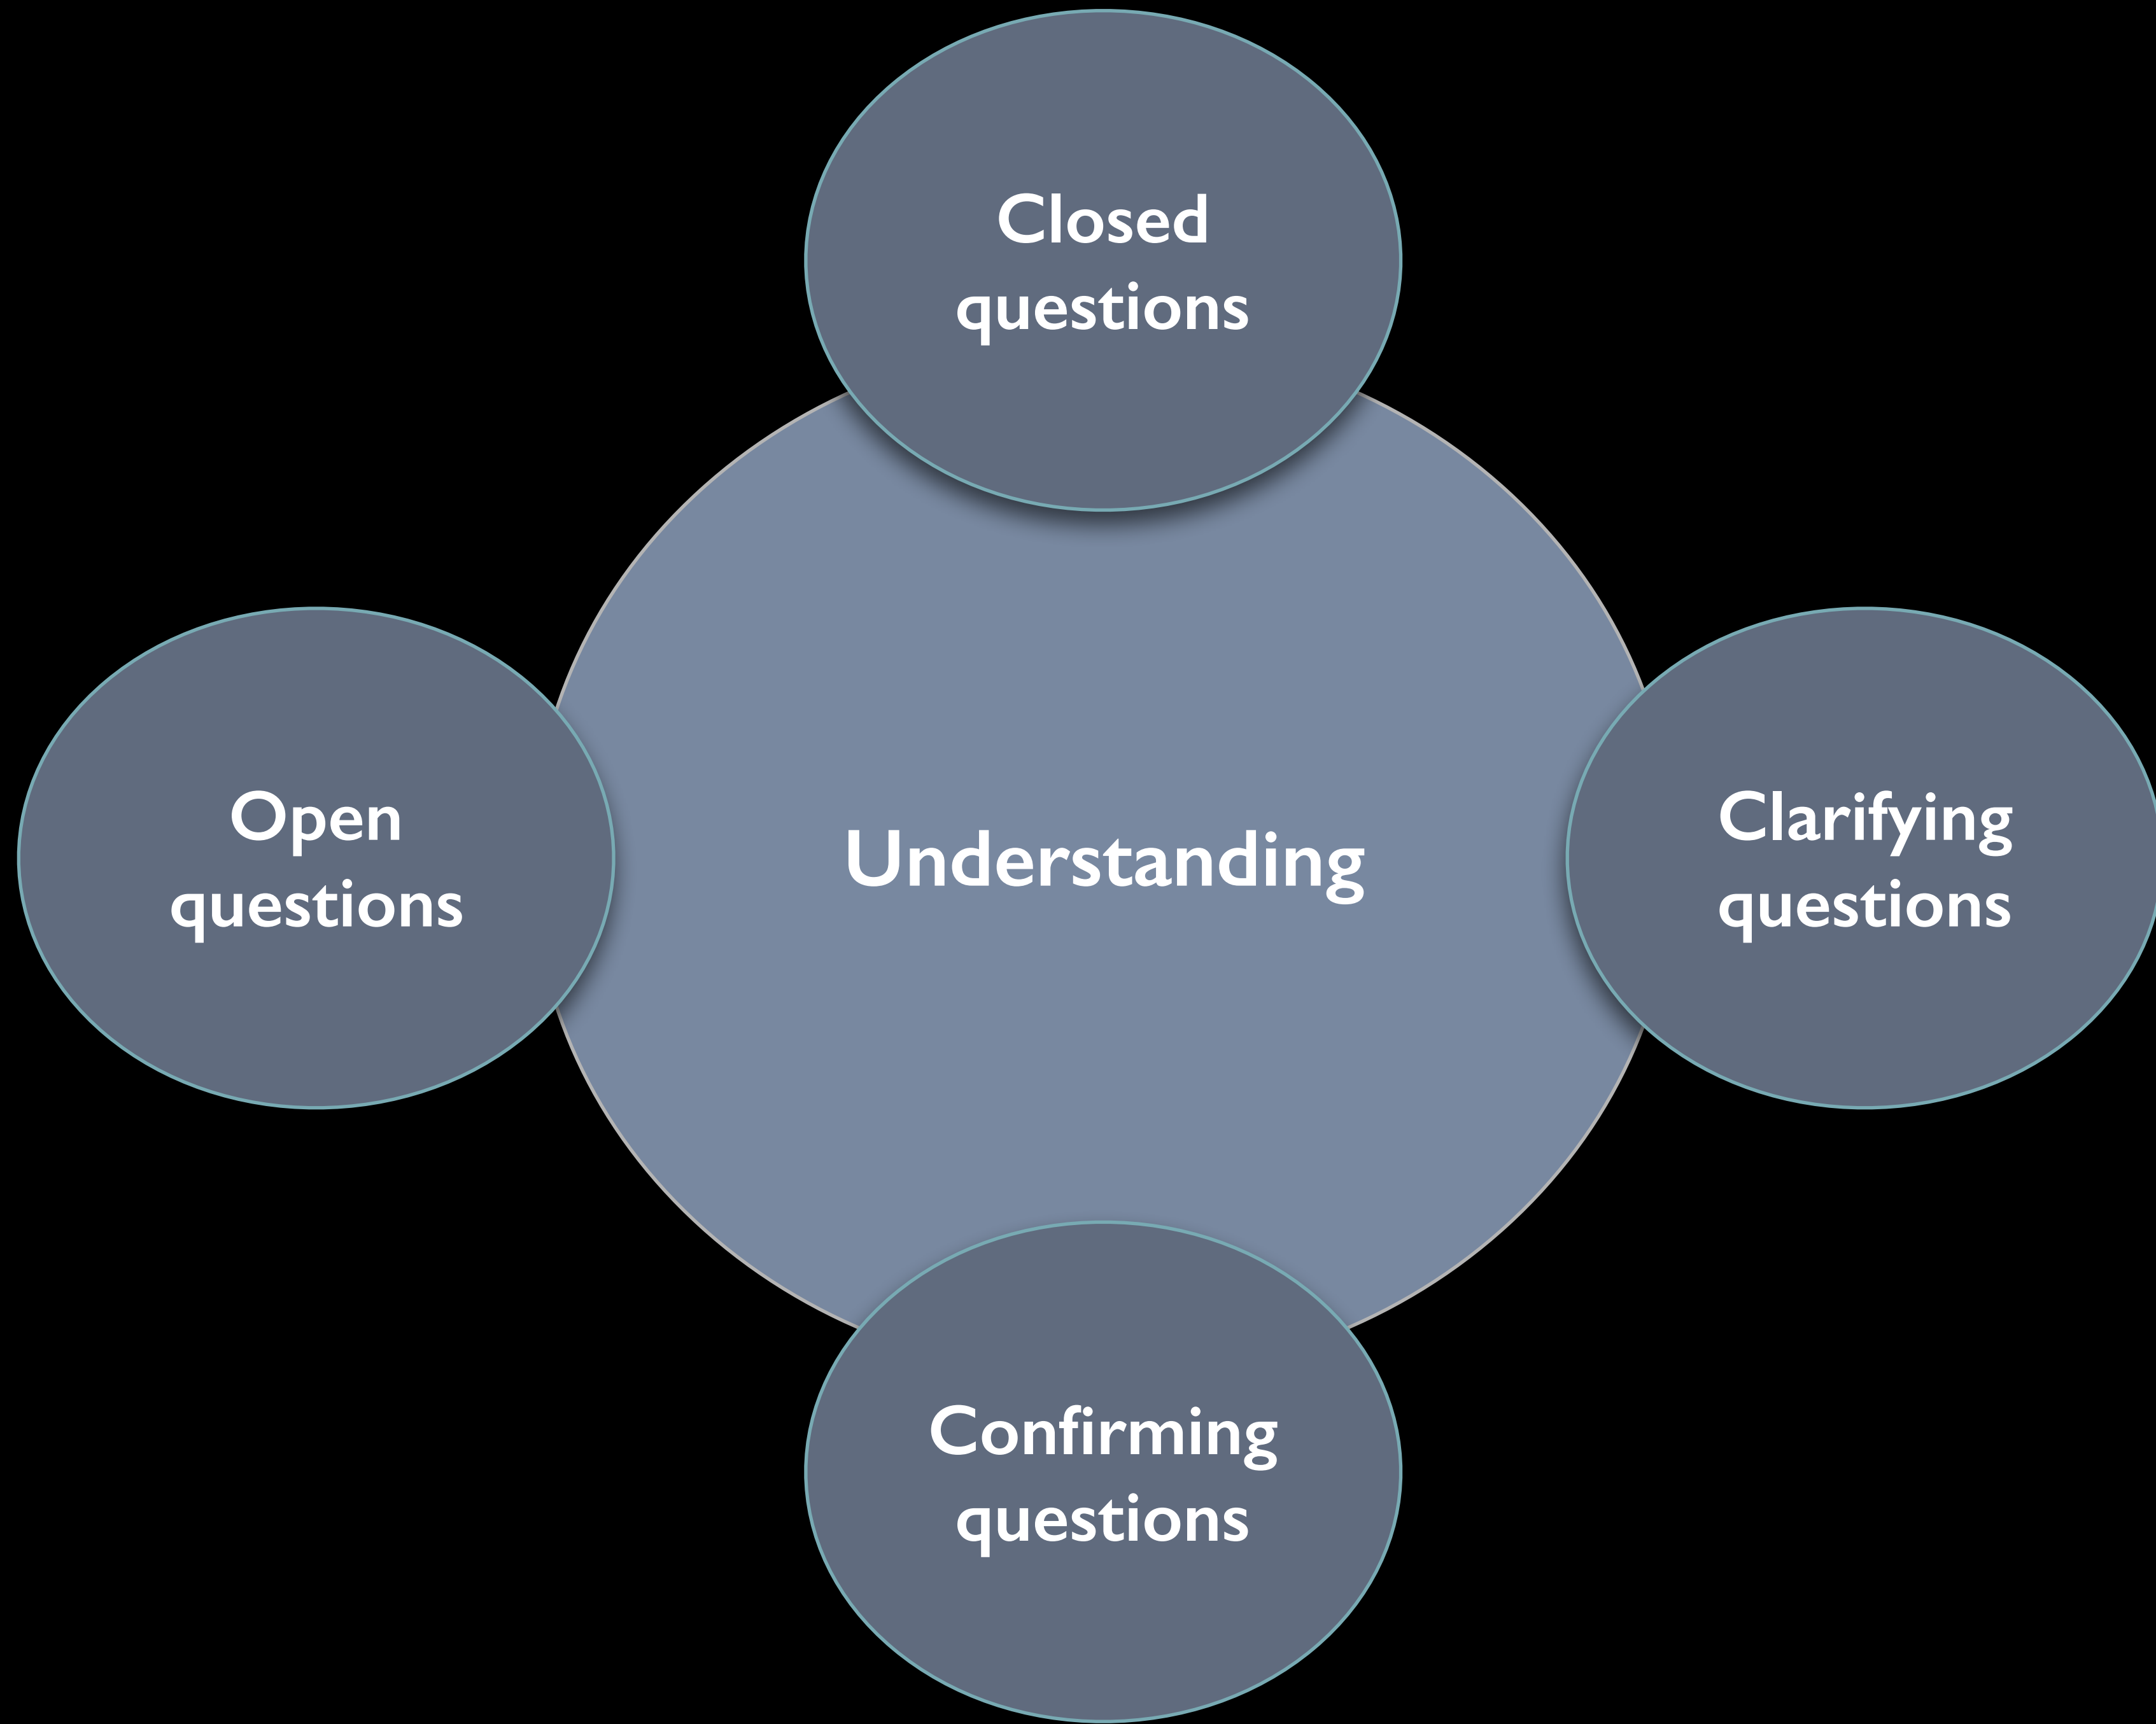 Closed
questions
Open
questions
Understanding
Clarifying
questions
Confirming
questions